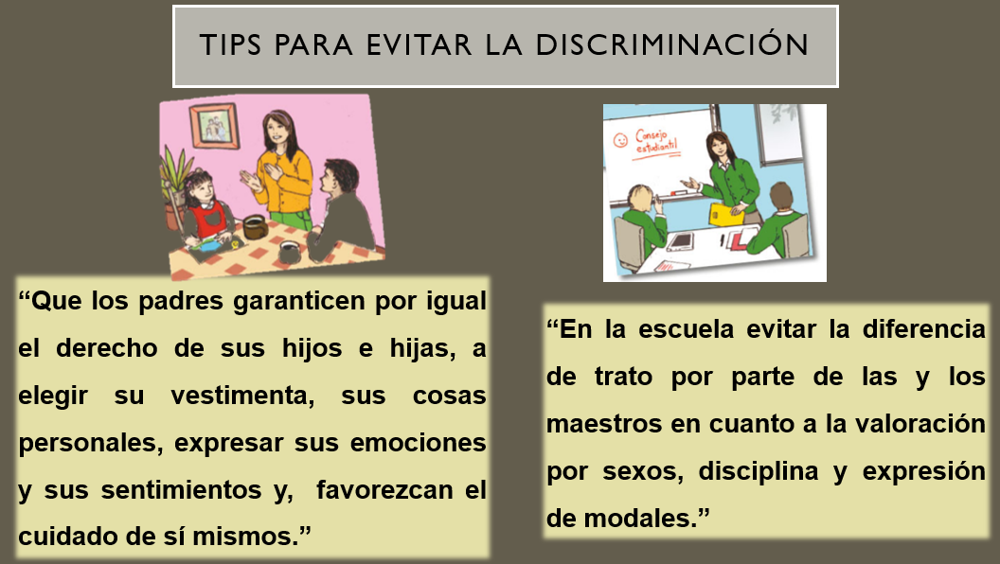 TIPS PARA EVITAR LA DISCRIMINACIÓN
Consejo
estudiantil
“Que los padres garanticen por igual
el derecho de sus hijos e hijas, a
elegir su vestimenta, sus cosas
personales, expresar sus emociones
y sus sentimientos y, favorezcan el
cuidado de sí mismos.”
“En la escuela evitar la diferencia
de trato por parte de las y los
maestros en cuanto a la valoración
por sexos, disciplina y expresión
de modales.”